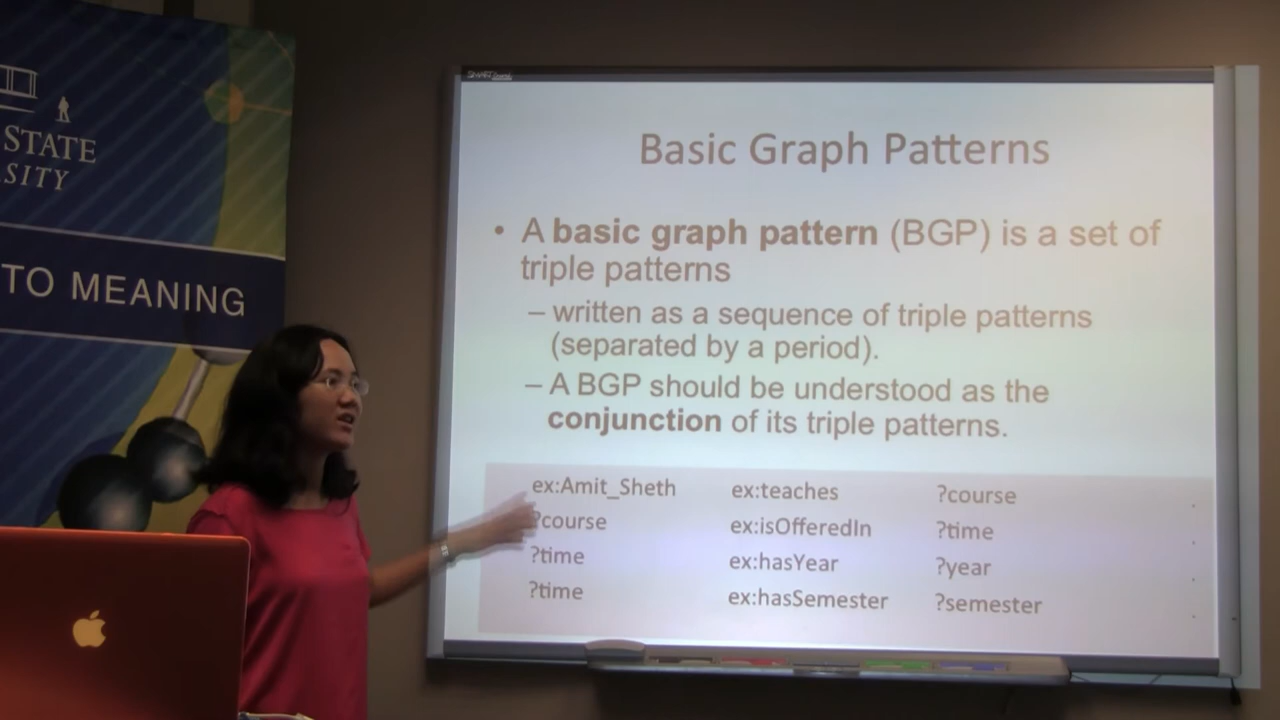 STATE
SITY
TO MEANING
Basic Graph Patterns
• A basic graph pattern (BGP) is a set of
triple patterns
– written as a sequence of triple patterns
(separated by a period).
– A BGP should be understood as the
conjunction of its triple patterns.
ex:Amit_Sheth ex:teaches ?course .
?course ex:isOfferedIn ?time .
?time ex:hasYear ?year .
?time ex:hasSemester ?semester .